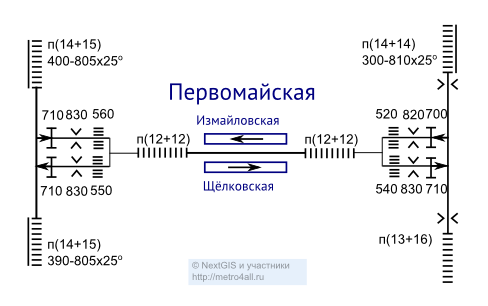 п(14+15)
400-805x25°
п(14+14)
300-810x25°
Первомайская
710 830 560
Измайловская
520 820 700
п(12+12)
п(12+12)
Щёлковская
710 830 550
540 830 710
п(14+15)
390-805x25°
п(13+16)
© NextGIS и участники
http://metro4all.ru